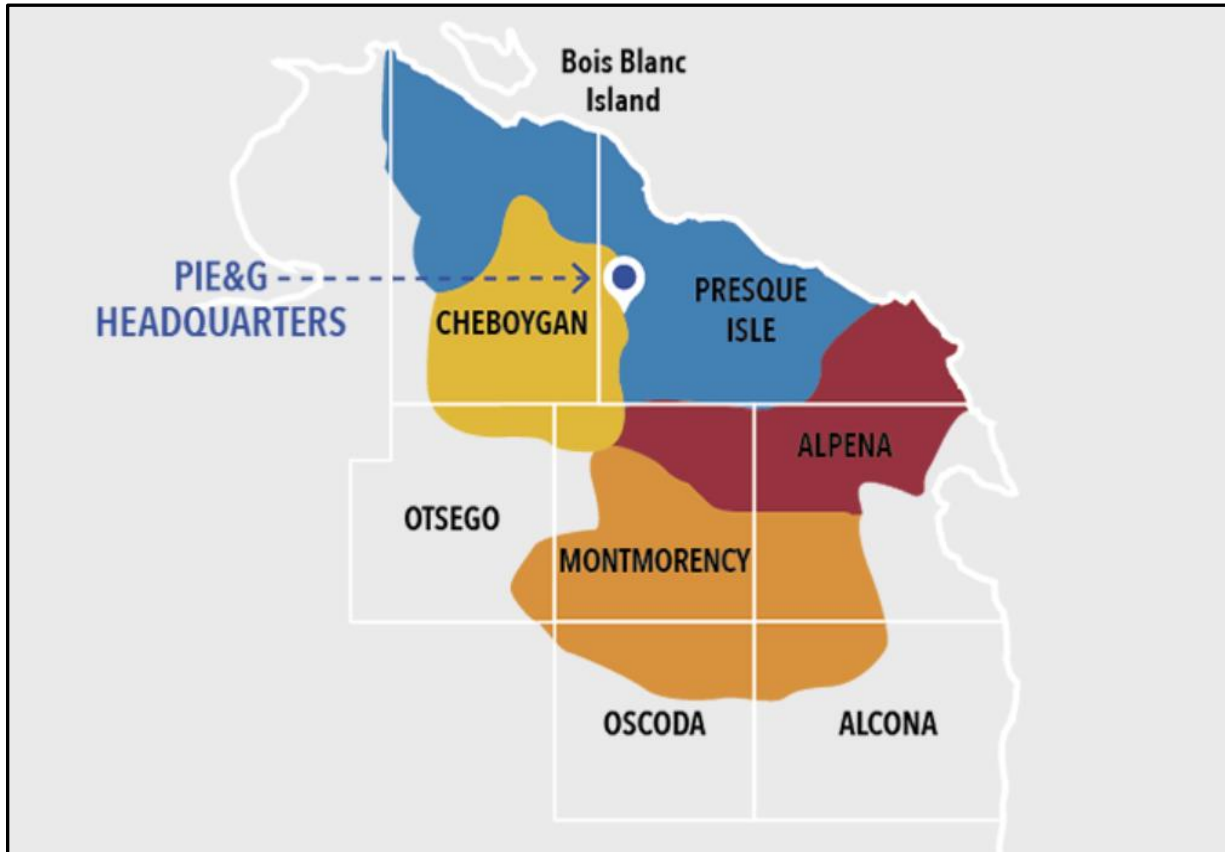 Bois Blanc
Island
PIE&G
HEADQUARTERS
CHEBOYGAN
PRESQUE
ISLE
ALPENA
OTSEGO
MONTMORENCY
OSCODA
ALCONA